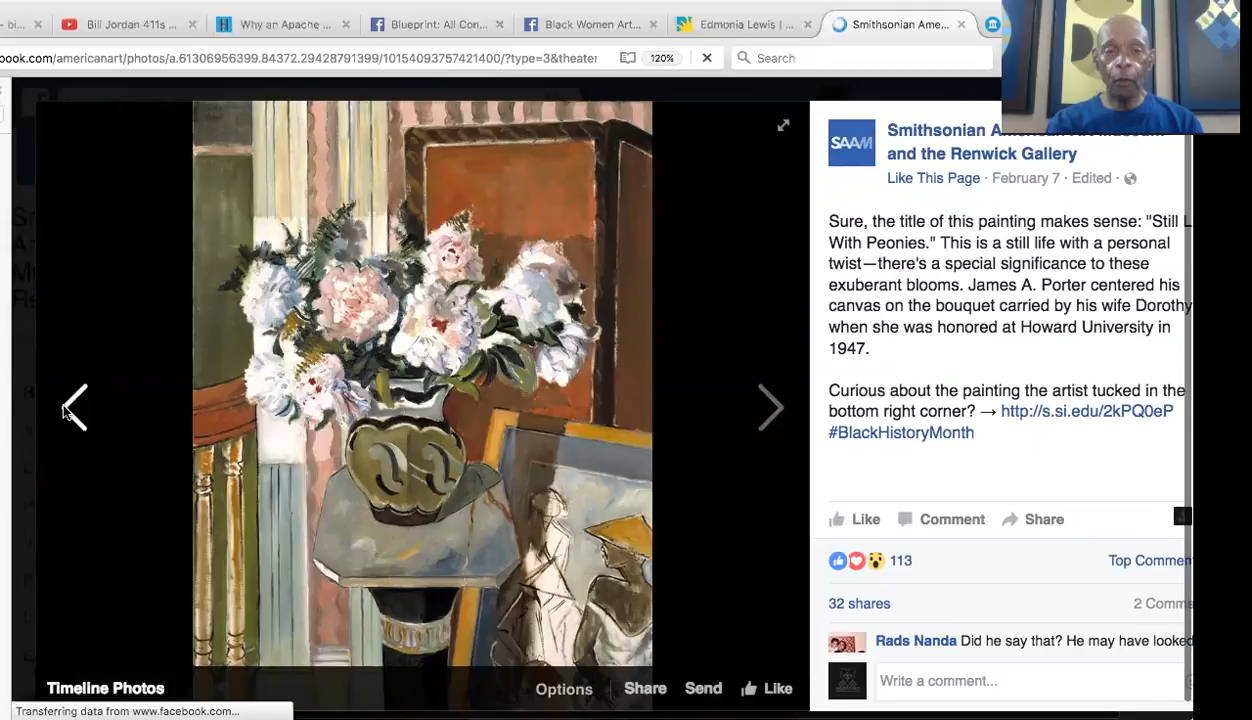 Bill Jordan 411s ...
Why an Apache
Blueprint: All Con...
Black Women Art...
Edmonia Lewis | ...
Smithsonian Ame...
ook.com/americanart/photos/a.61306956399.84372.29428791399/10154093757421400/?type=3&theater
120%
Search
SAAM
Smithsonian
and the Renwick Gallery
Like This Page · February 7 · Edited ·
Sure, the title of this painting makes sense: "Still L
With Peonies." This is a still life with a personal
twist—there's a special significance to these
exuberant blooms. James A. Porter centered his
canvas on the bouquet carried by his wife Dorothy
when she was honored at Howard University in
1947.
Curious about the painting the artist tucked in the
bottom right corner? → http://s.si.edu/2kPQ0eP
#BlackHistoryMonth
Like Comment Share
113
Top Commen
32 shares
2 Comme
Rads Nanda Did he say that? He may have looked
Write a comment...
Timeline Photos
Options Share Send Like
Transferring data from www.facebook.com...